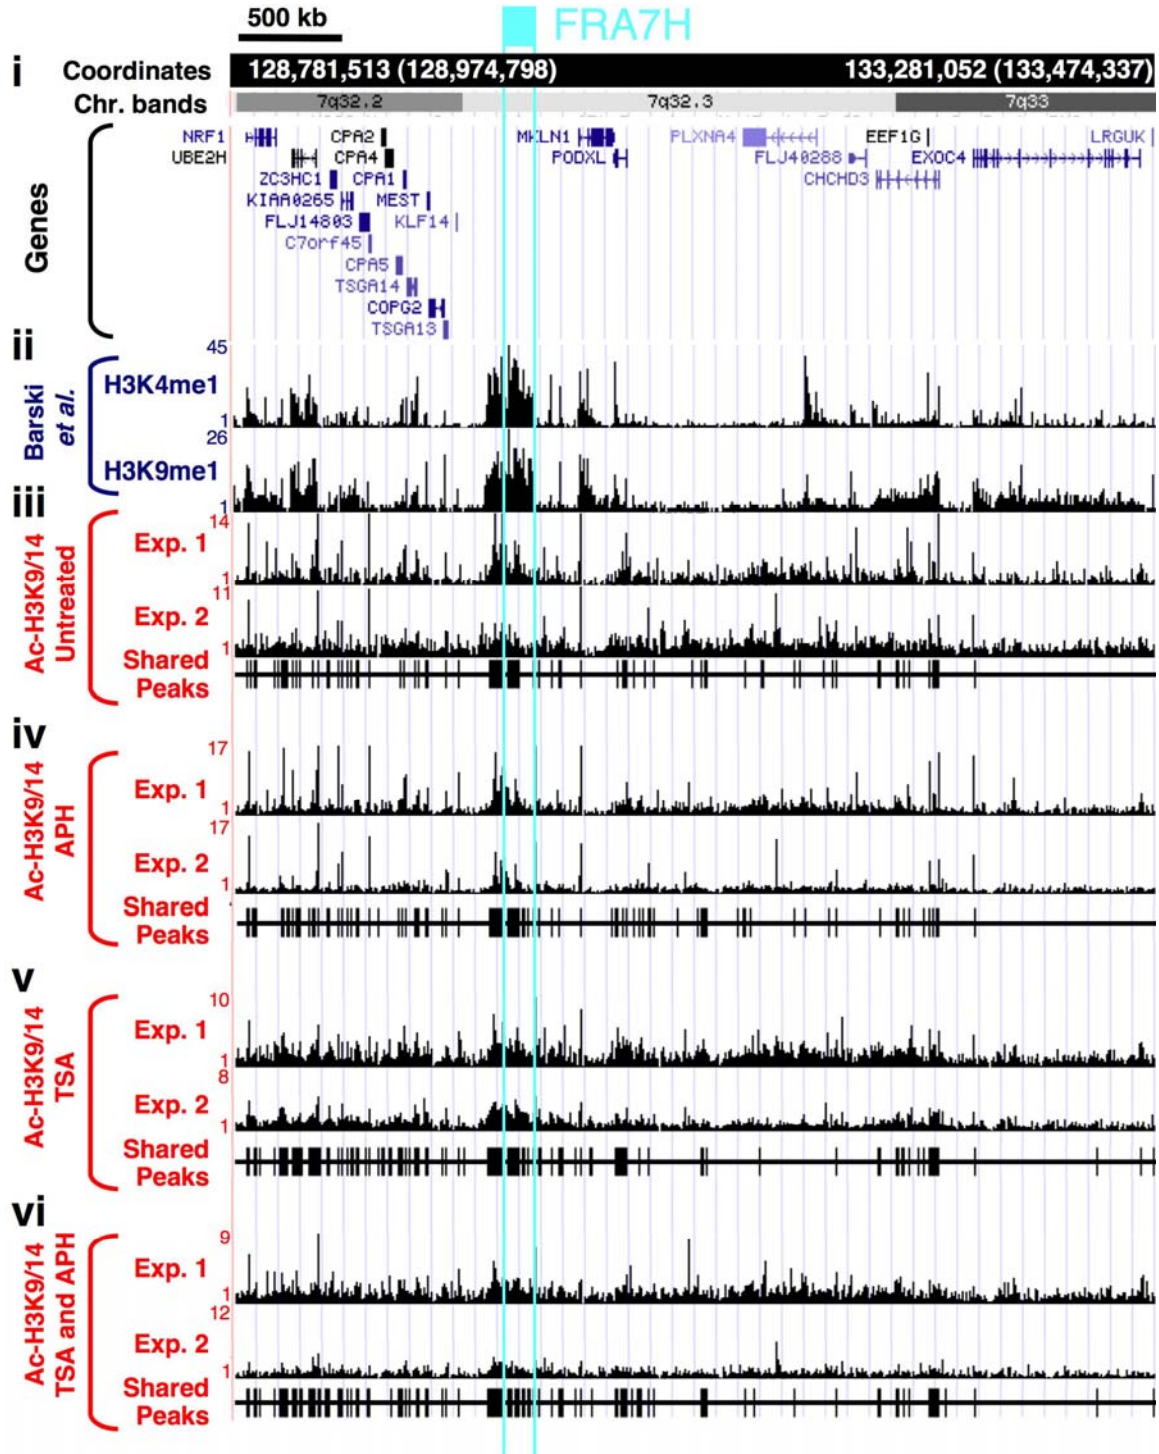 500 kb
FRA7H
i
Coordinates
128,781,513 (128,974,798)
133,281,052 (133,474,337)
Chr. bands
7q32.2
7q32.3
7q33
Genes
NRF1
CPA2
MKLN1
PLXNA4
EEF1G
LRGUK
UBE2H
CPA4
PODXL
FLJ40288
EXOC4
ZC3HC1
CPA1
CHCHD3
KIAA0265
MEST
FLJ14803
KLF14
C7orf45
CPA5
TSGA14
COPG2
TSGA13
ii
Barski
et al.
45
H3K4me1
1
26
H3K9me1
1
iii
Ac-H3K9/14
Untreated
14
Exp. 1
1
11
Exp. 2
1
Shared
Peaks
iv
Ac-H3K9/14
APH
17
Exp. 1
1
17
Exp. 2
1
Shared
Peaks
v
Ac-H3K9/14
TSA
10
Exp. 1
1
8
Exp. 2
1
Shared
Peaks
vi
Ac-H3K9/14
TSA and APH
9
Exp. 1
1
12
Exp. 2
1
Shared
Peaks